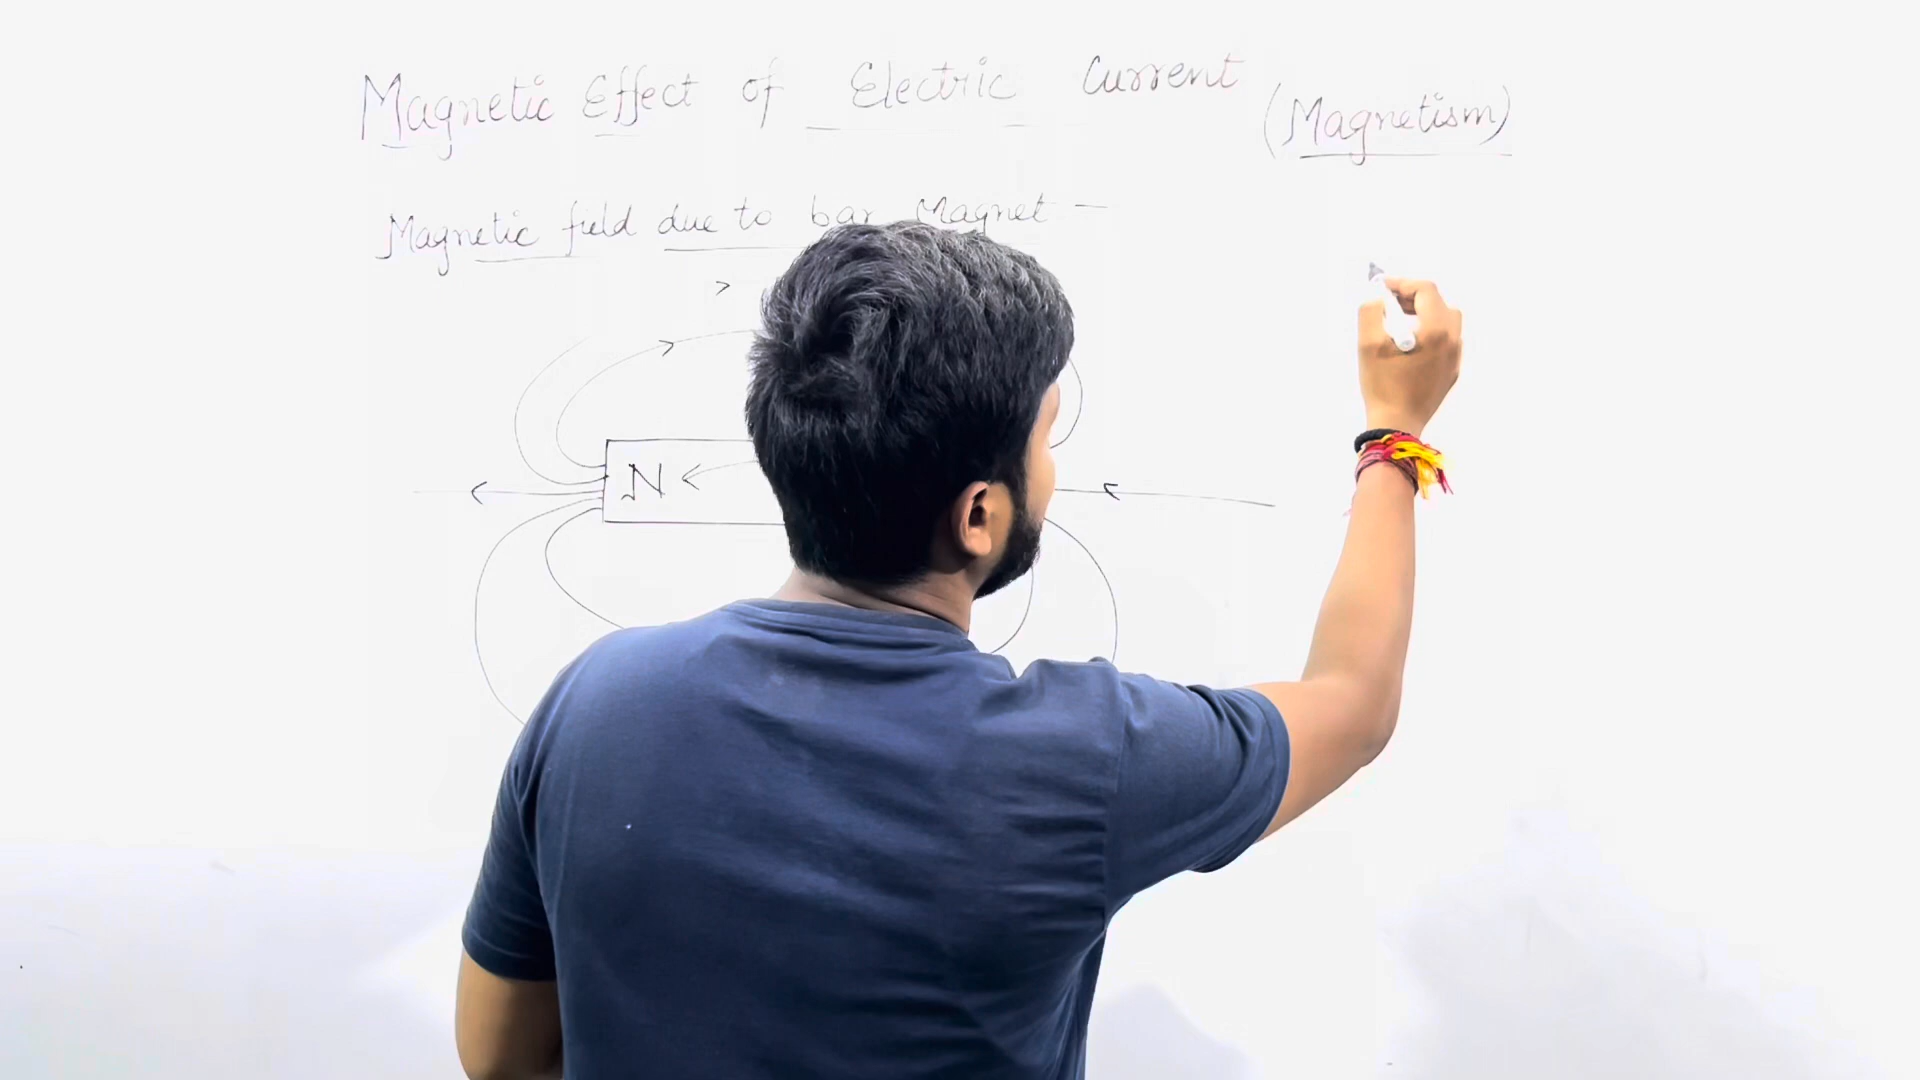 Magnetic Effect of Electric Current (Magnetism)
Magnetic field due to bar Magnet –
N